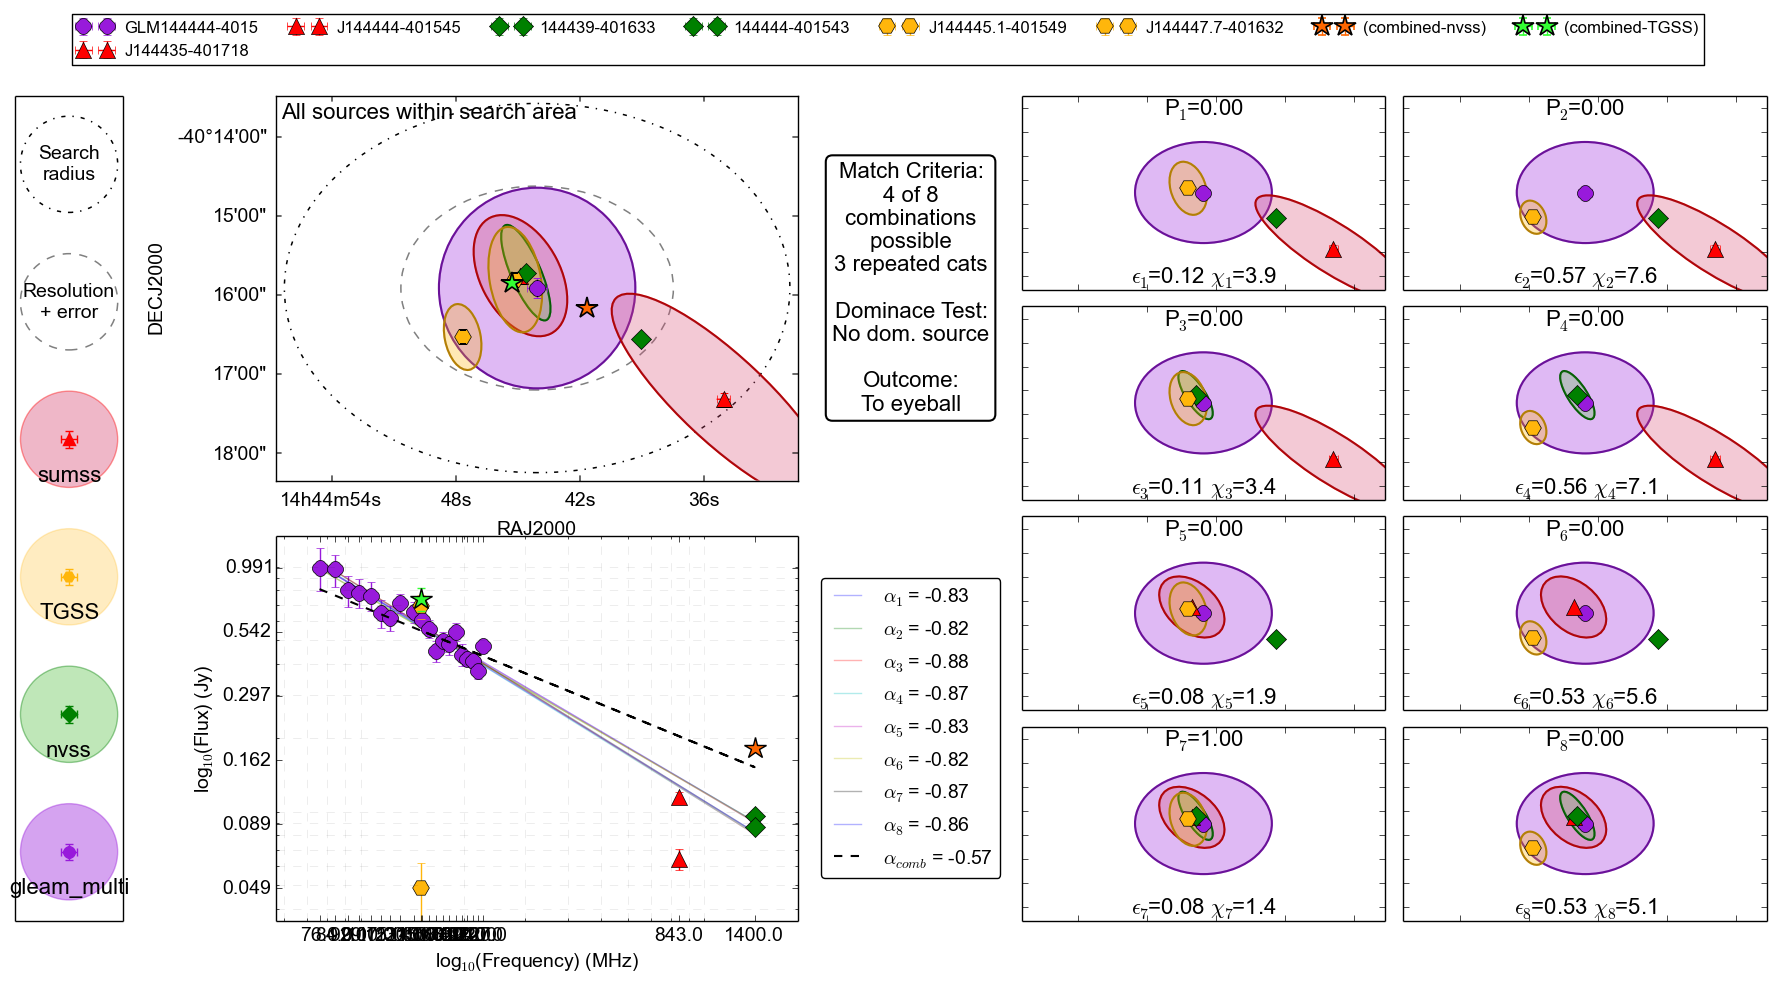 GLM144444-4015 J144444-401545 144439-401633 144444-401543 J144445.1-401549 J144447.7-401632 (combined-nvss) (combined-TGSS)
J144435-401718
Search
radius
Resolution
+ error
sumss
TGSS
nvss
gleam_multi
All sources within search area
DECJ2000
-40°14'00"
15'00"
16'00"
17'00"
18'00"
14h44m54s 48s 42s 36s
RAJ2000
Match Criteria:
4 of 8
combinations
possible
3 repeated cats
Dominace Test:
No dom. source
Outcome:
To eyeball
log₁₀(Flux) (Jy)
0.991
0.542
0.297
0.162
0.089
0.049
843.0 1400.0
log₁₀(Frequency) (MHz)
α₁ = -0.83
α₂ = -0.82
α₃ = -0.88
α₄ = -0.87
α₅ = -0.83
α₆ = -0.82
α₇ = -0.87
α₈ = -0.86
α_comb = -0.57
P₁=0.00
ϵ₁=0.12 χ₁=3.9
P₂=0.00
ϵ₂=0.57 χ₂=7.6
P₃=0.00
ϵ₃=0.11 χ₃=3.4
P₄=0.00
ϵ₄=0.56 χ₄=7.1
P₅=0.00
ϵ₅=0.08 χ₅=1.9
P₆=0.00
ϵ₆=0.53 χ₆=5.6
P₇=1.00
ϵ₇=0.08 χ₇=1.4
P₈=0.00
ϵ₈=0.53 χ₈=5.1